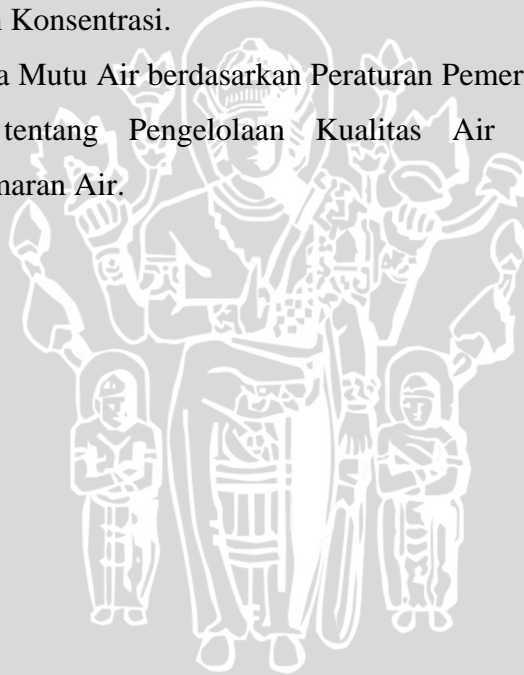 n Konsentrasi.
a Mutu Air berdasarkan Peraturan Pemer
tentang Pengelolaan Kualitas Air
maran Air.